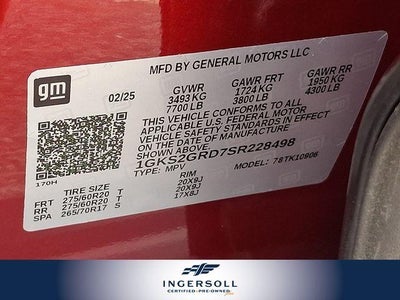 gm
MFD BY GENERAL MOTORS LLC
02/25
GVWR GAWR FRT GAWR RR
3493 KG 1724 KG 1950 KG
7700 LB 3800 LB 4300 LB
THIS VEHICLE CONFORMS TO ALL
APPLICABLE U.S. FEDERAL MOTOR
VEHICLE SAFETY STANDARDS IN EFFECT ON THE
DATE OF MANUFACTURE SHOWN ABOVE.
1GKS2GRD7SR228498
TYPE: MPV MODEL: 78TK10906
170H
TIRE SIZE RIM
FRT 275/60R20 T 20X9J
RR 275/60R20 T 20X9J
SPA 265/70R17 S 17X8J
INGERSOLL
CERTIFIED • PRE-OWNED